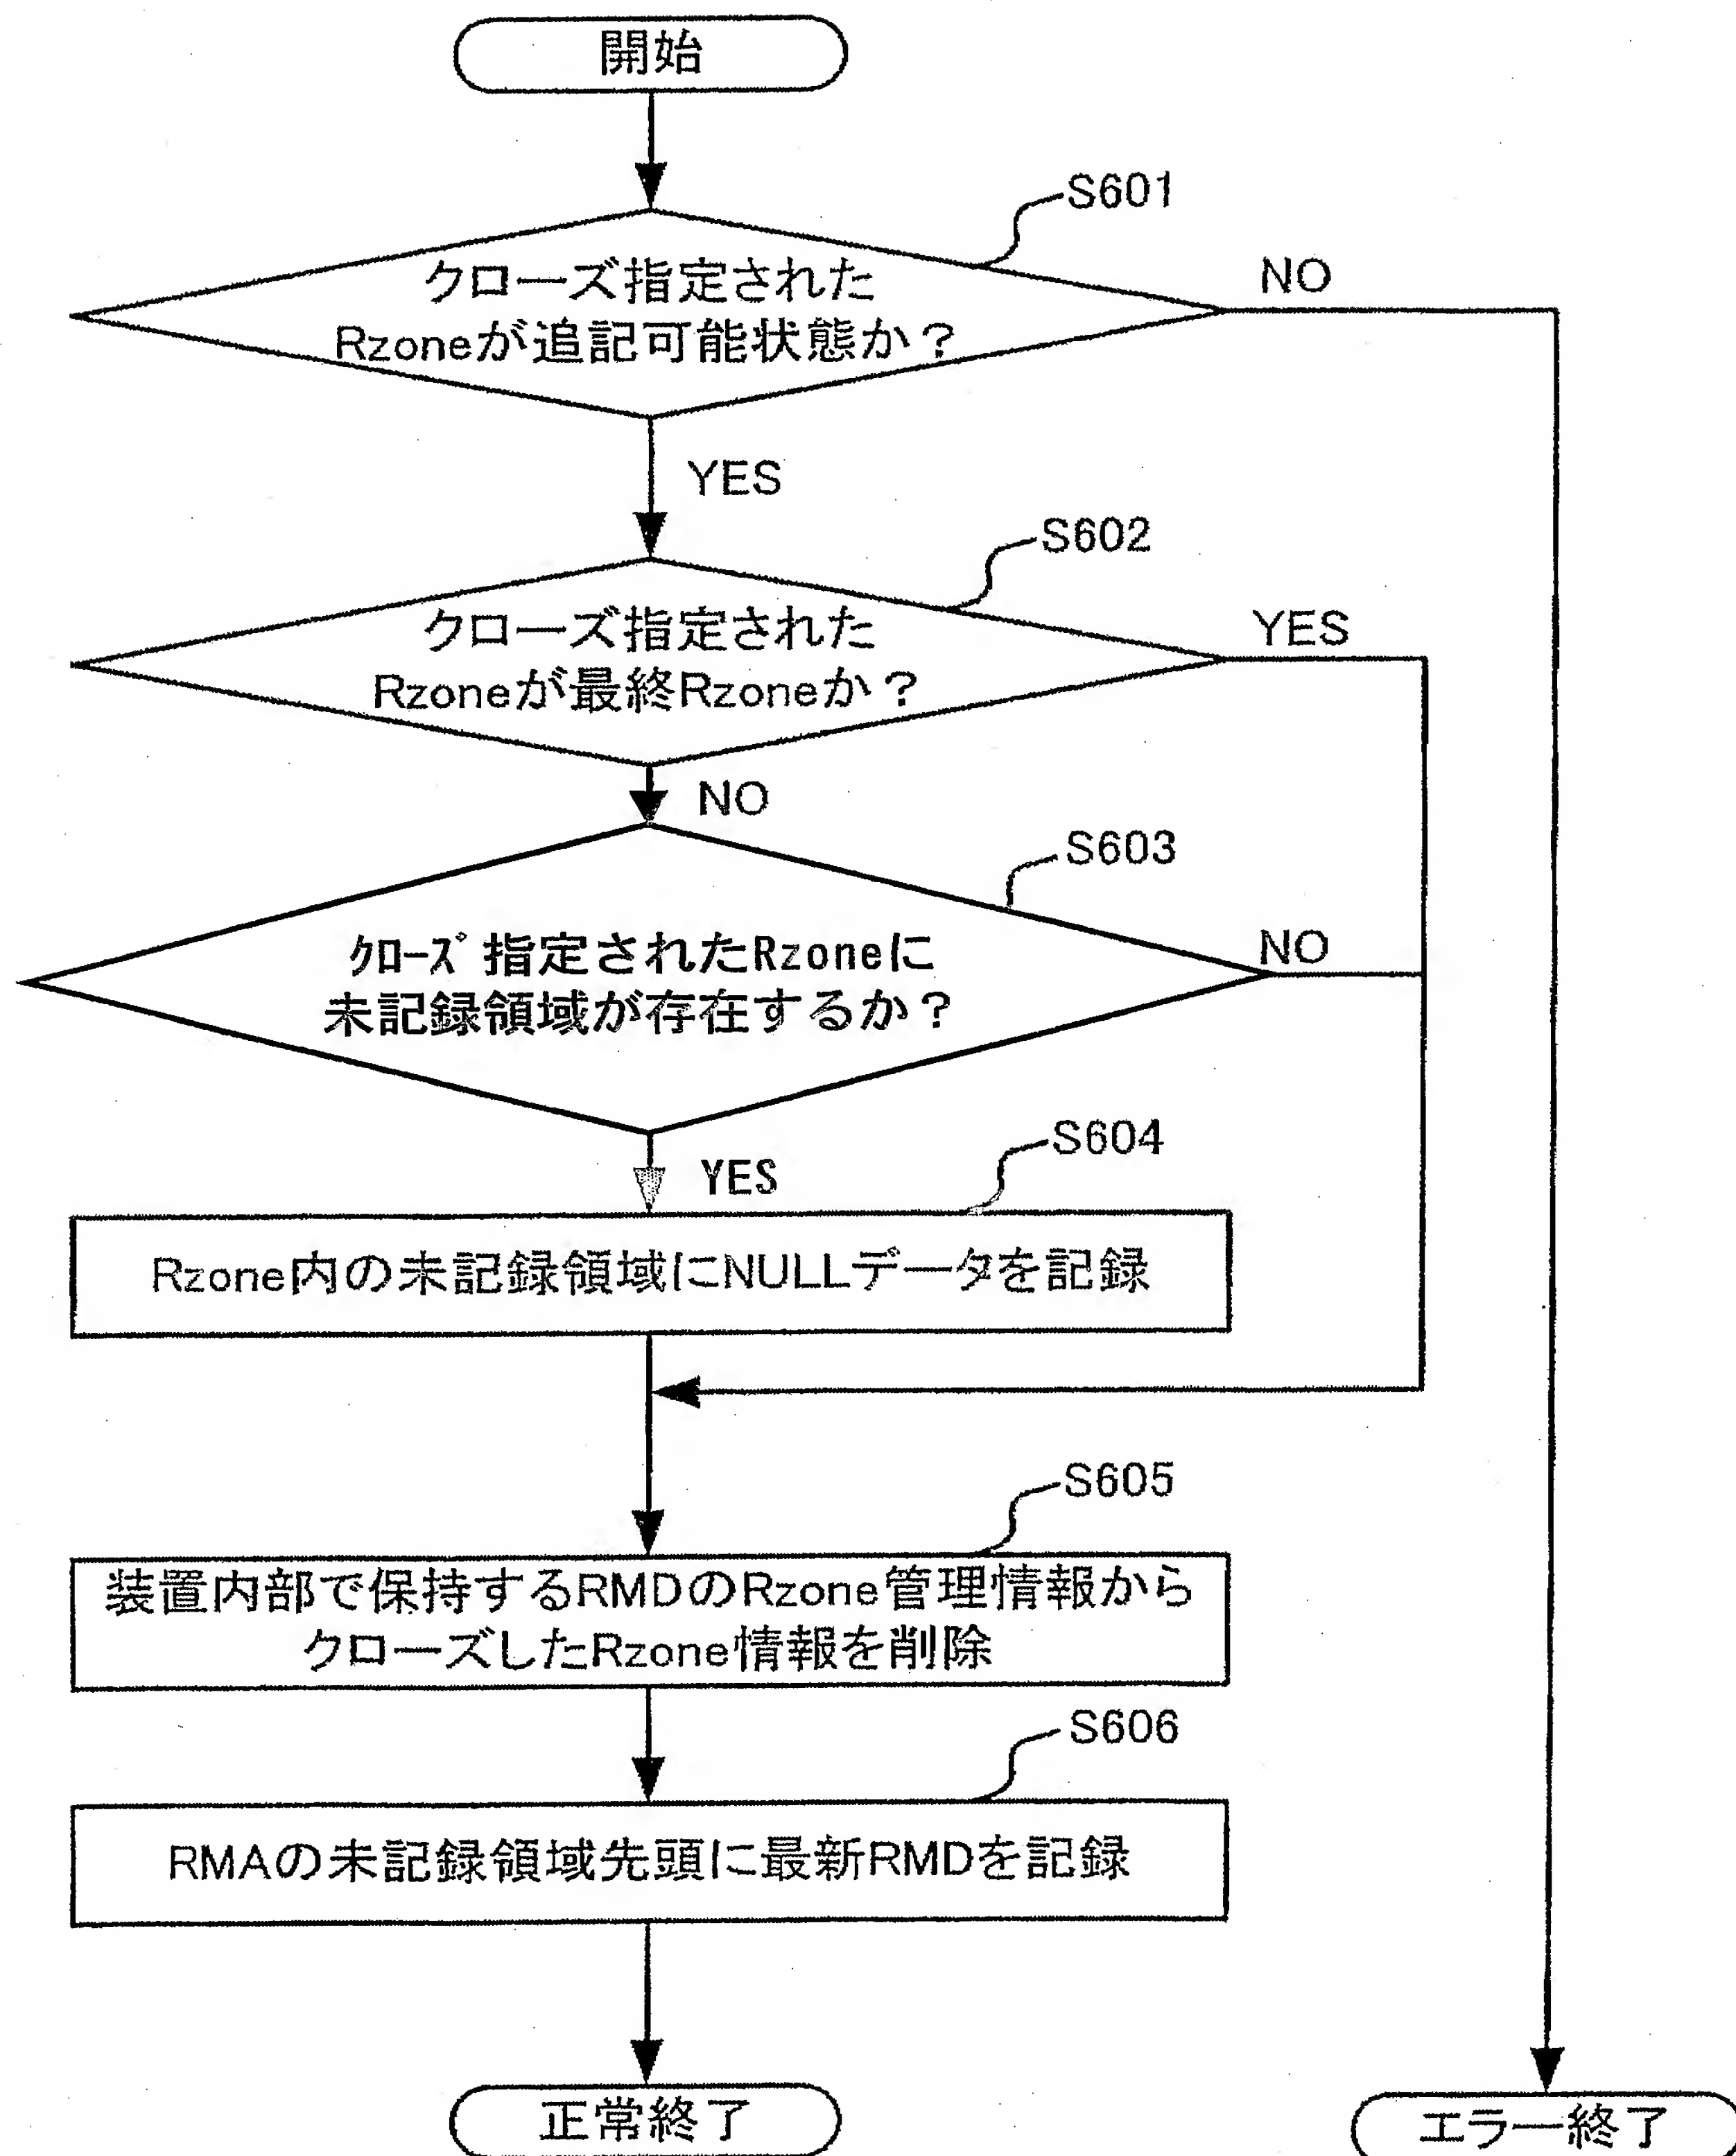 開始
S601
クローズ指定された
Rzoneが追記可能状態か？
NO
YES
S602
クローズ指定された
Rzoneが最終Rzoneか？
YES
NO
S603
ｸﾛｰｽﾞ指定されたRzoneに
未記録領域が存在するか？
NO
YES
S604
Rzone内の未記録領域にNULLデータを記録
S605
装置内部で保持するRMDのRzone管理情報から
クローズしたRzone情報を削除
S606
RMAの未記録領域先頭に最新RMDを記録
正常終了
エラー終了